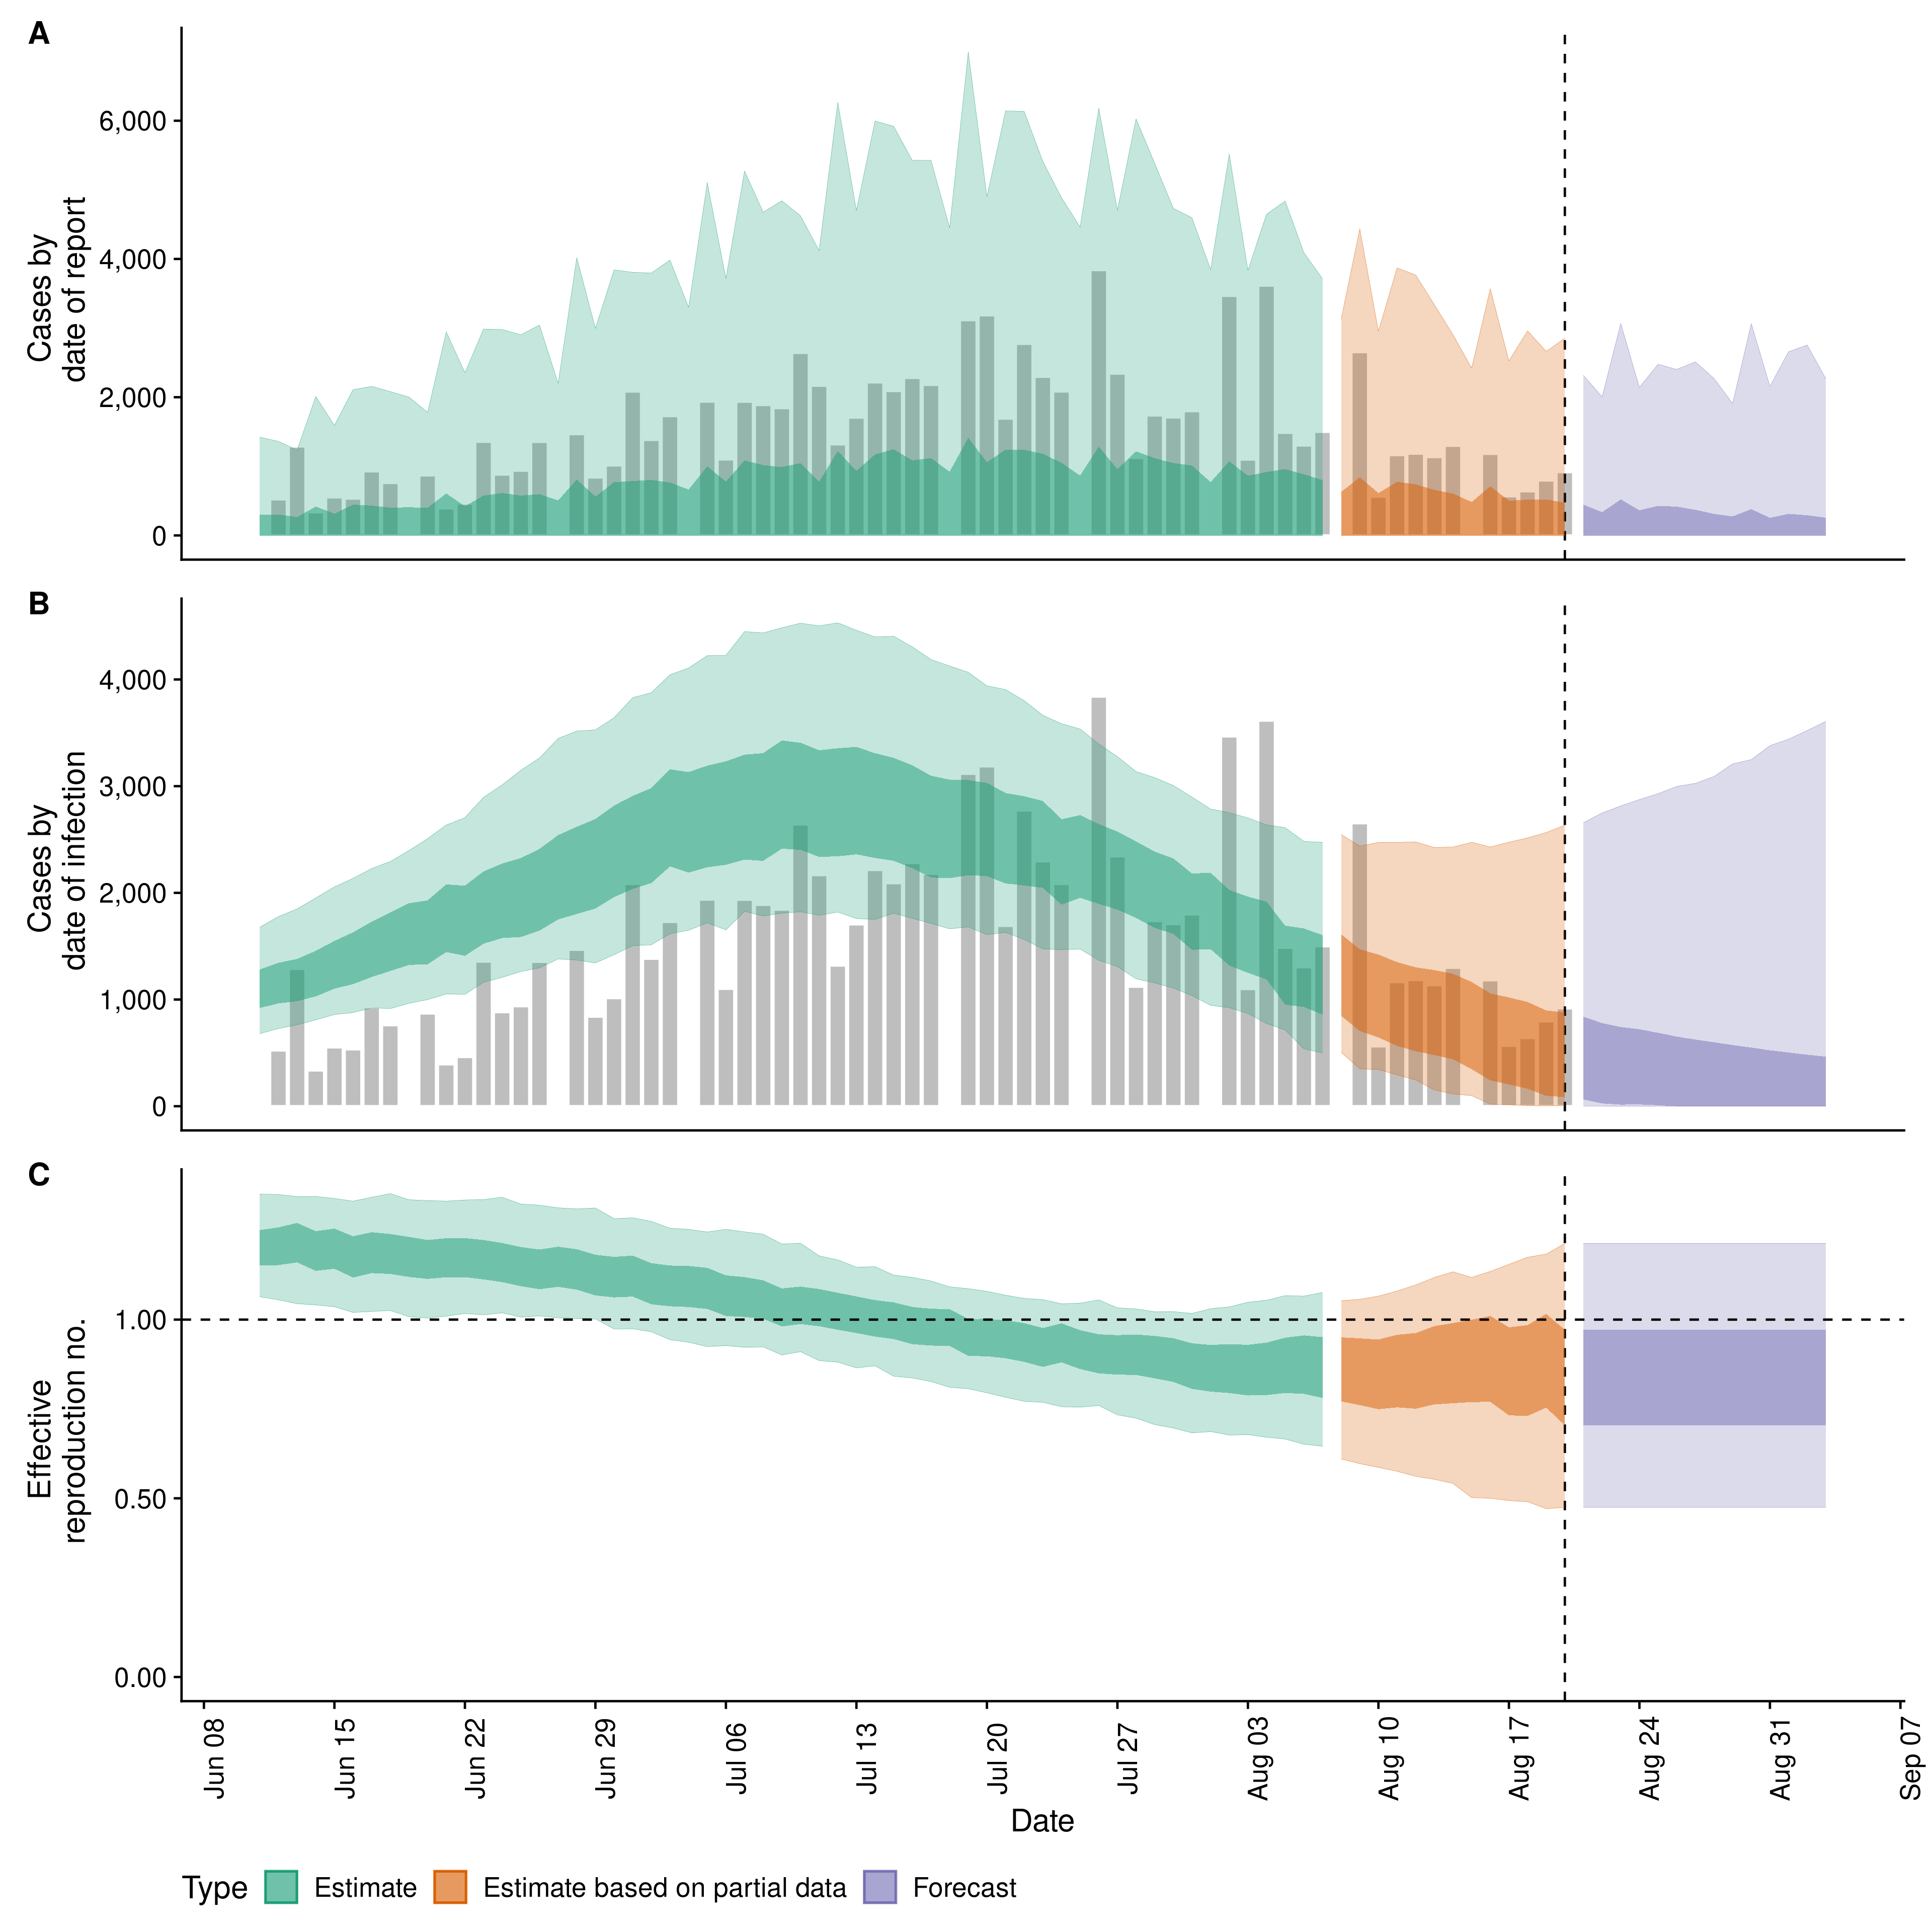 A
Cases by
date of report
6,000
4,000
2,000
0
B
Cases by
date of infection
4,000
3,000
2,000
1,000
0
C
Effective
reproduction no.
1.00
0.50
0.00
Jun 08
Jun 15
Jun 22
Jun 29
Jul 06
Jul 13
Jul 20
Jul 27
Aug 03
Aug 10
Aug 17
Aug 24
Aug 31
Sep 07
Date
Type Estimate Estimate based on partial data Forecast